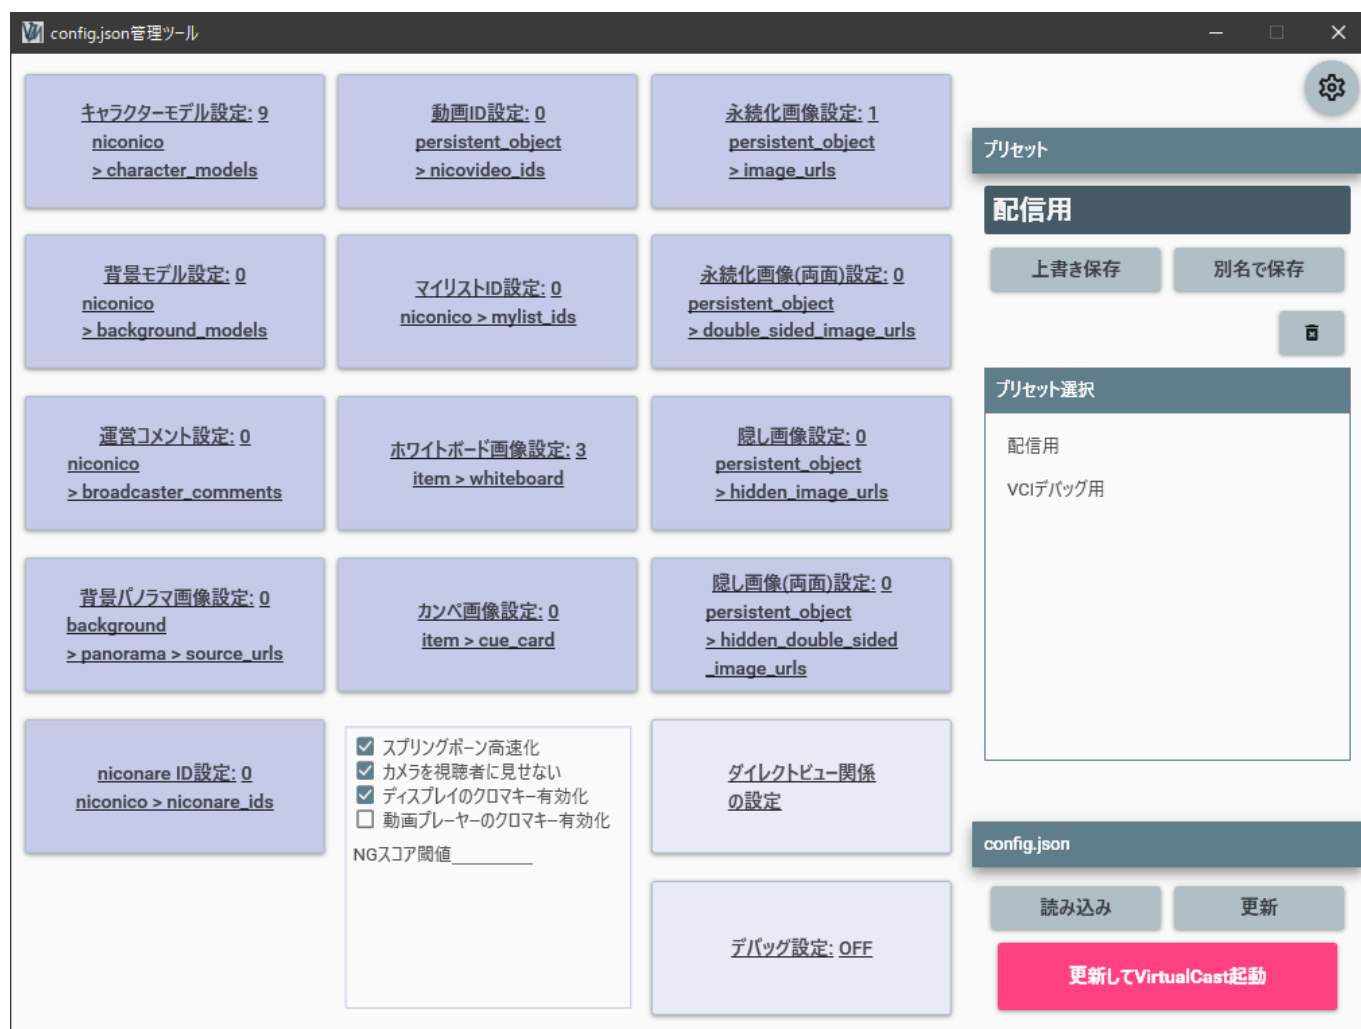 config.json管理ツール
キャラクターモデル設定: 9
niconico
> character_models
動画ID設定: 0
persistent_object
> nicovideo_ids
永続化画像設定: 1
persistent_object
> image_urls
背景モデル設定: 0
niconico
> background_models
マイリストID設定: 0
niconico > mylist_ids
永続化画像(両面)設定: 0
persistent_object
> double_sided_image_urls
運営コメント設定: 0
niconico
> broadcaster_comments
ホワイトボード画像設定: 3
item > whiteboard
隠し画像設定: 0
persistent_object
> hidden_image_urls
背景パノラマ画像設定: 0
background
> panorama > source_urls
カンペ画像設定: 0
item > cue_card
隠し画像(両面)設定: 0
persistent_object
> hidden_double_sided
_image_urls
niconare ID設定: 0
niconico > niconare_ids
スプリングボーン高速化
カメラを視聴者に見せない
ディスプレイのクロマキー有効化
動画プレーヤーのクロマキー有効化
NGスコア閾値
ダイレクトビュー関係
の設定
デバッグ設定: OFF
プリセット
配信用
上書き保存
別名で保存
プリセット選択
配信用
VCIデバッグ用
config.json
読み込み
更新
更新してVirtualCast起動